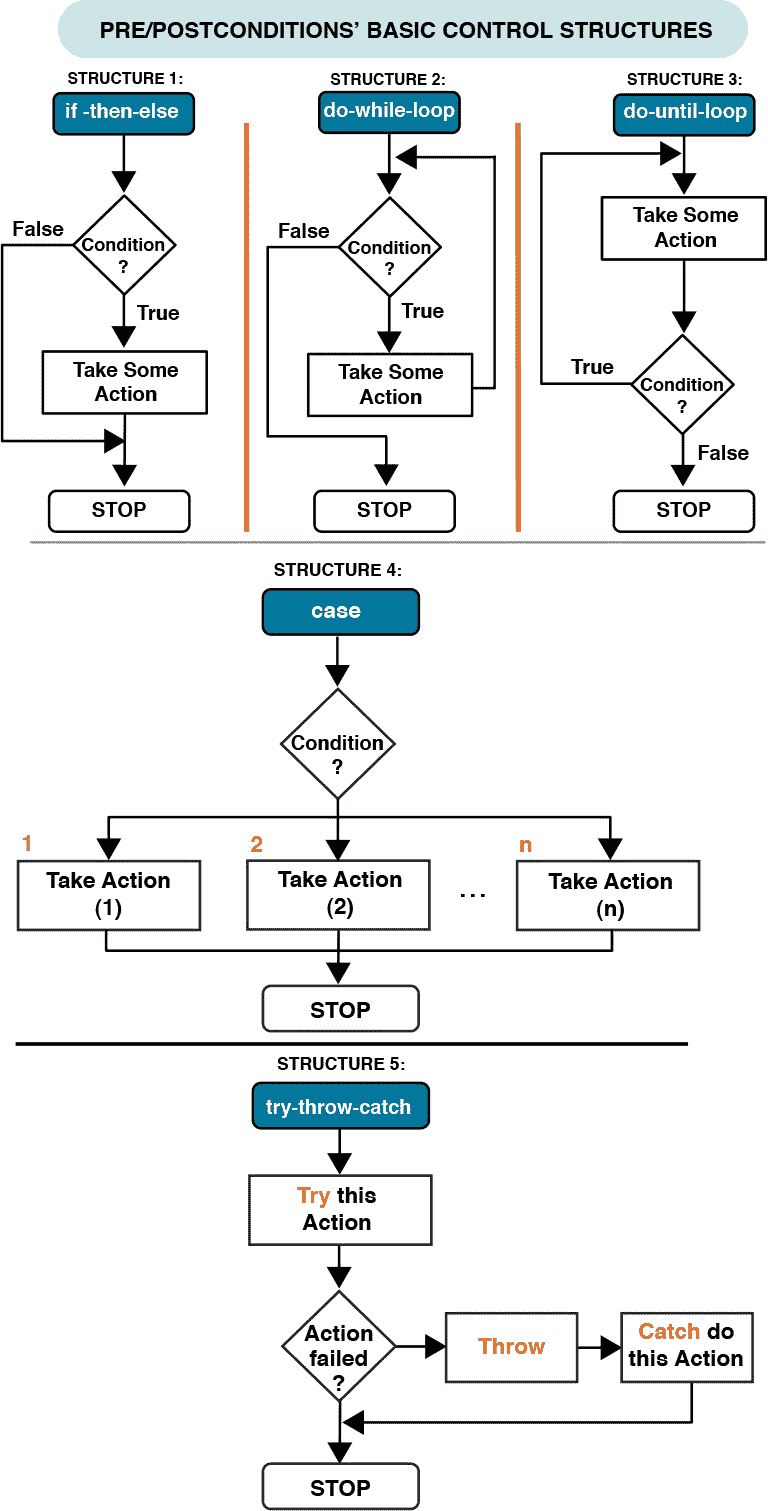 PRE/POSTCONDITIONS' BASIC CONTROL STRUCTURES
STRUCTURE 1:
if -then-else
False
Condition
?
True
Take Some
Action
STOP
STRUCTURE 2:
do-while-loop
False
Condition
?
True
Take Some
Action
STOP
STRUCTURE 3:
do-until-loop
Take Some
Action
True
Condition
?
False
STOP
STRUCTURE 4:
case
Condition
?
1
Take Action
(1)
2
Take Action
(2)
...
n
Take Action
(n)
STOP
STRUCTURE 5:
try-throw-catch
Try this
Action
Action
failed
?
Throw
Catch do
this Action
STOP